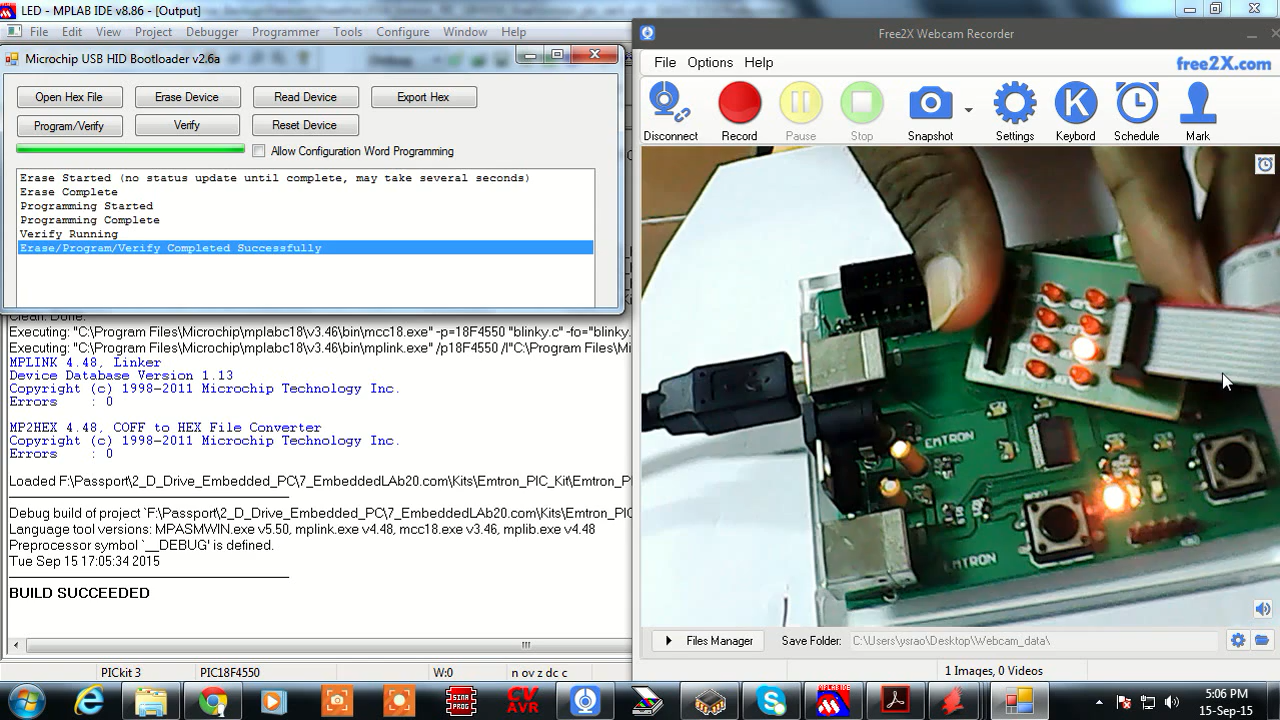 LED - MPLAB IDE v8.86 - [Output]
File Edit View Project Debugger Programmer Tools Configure Window Help
Microchip USB HID Bootloader v2.6a
Open Hex File Erase Device Read Device Export Hex
Program/Verify Verify Reset Device
Allow Configuration Word Programming
Erase Started (no status update until complete, may take several seconds)
Erase Complete
Programming Started
Programming Complete
Verify Running
Erase/Program/Verify Completed Successfully
Clean: Done.
Executing: "C:\Program Files\Microchip\mplabc18\v3.46\bin\mcc18.exe" -p=18F4550 "blinky.c" -fo="blinky.
Executing: "C:\Program Files\Microchip\mplabc18\v3.46\bin\mplink.exe" /p18F4550 /l"C:\Program Files\Mi
MPLINK 4.48, Linker
Device Database Version 1.13
Copyright (c) 1998-2011 Microchip Technology Inc.
Errors : 0
MP2HEX 4.48, COFF to HEX File Converter
Copyright (c) 1998-2011 Microchip Technology Inc.
Errors : 0
Loaded F:\Passport\2_D_Drive_Embedded_PC\7_EmbeddedLAb20.com\Kits\Emtron_PIC_Kit\Emtron_P
Debug build of project `F:\Passport\2_D_Drive_Embedded_PC\7_EmbeddedLAb20.com\Kits\Emtron_PIC
Language tool versions: MPASMWIN.exe v5.50, mplink.exe v4.48, mcc18.exe v3.46, mplib.exe v4.48
Preprocessor symbol `__DEBUG' is defined.
Tue Sep 15 17:05:34 2015
BUILD SUCCEEDED
PICkit 3 PIC18F4550 W:0 n ov z dc c
Free2X Webcam Recorder
File Options Help
free2X.com
Disconnect Record Pause Stop Snapshot Settings Keybord Schedule Mark
EMTRON
EMTRON
Files Manager Save Folder: C:\Users\ysrao\Desktop\Webcam_data\
1 Images, 0 Videos
SINA PROG
CV AVR
MPLAB IDE
5:06 PM
15-Sep-15